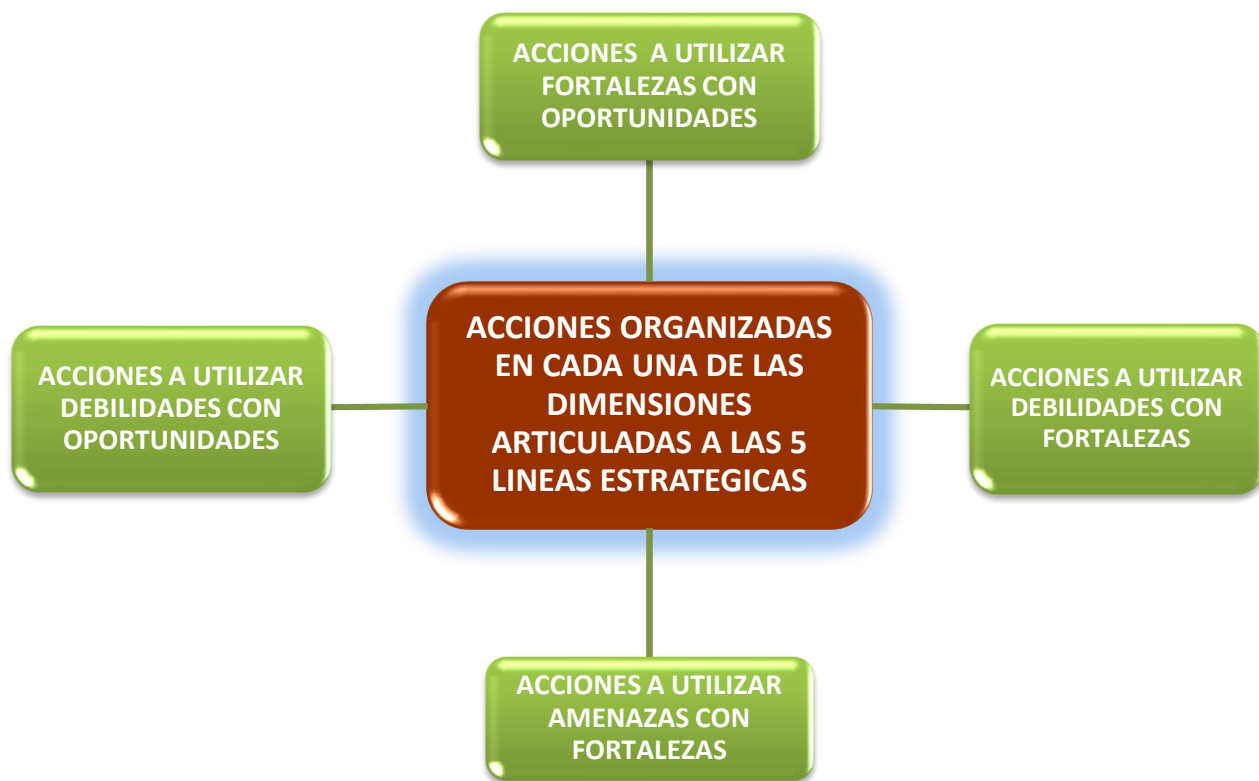 ACCIONES A UTILIZAR
FORTALEZAS CON
OPORTUNIDADES
ACCIONES A UTILIZAR
DEBILIDADES CON
OPORTUNIDADES
ACCIONES ORGANIZADAS
EN CADA UNA DE LAS
DIMENSIONES
ARTICULADAS A LAS 5
LINEAS ESTRATEGICAS
ACCIONES A UTILIZAR
DEBILIDADES CON
FORTALEZAS
ACCIONES A UTILIZAR
AMENAZAS CON
FORTALEZAS